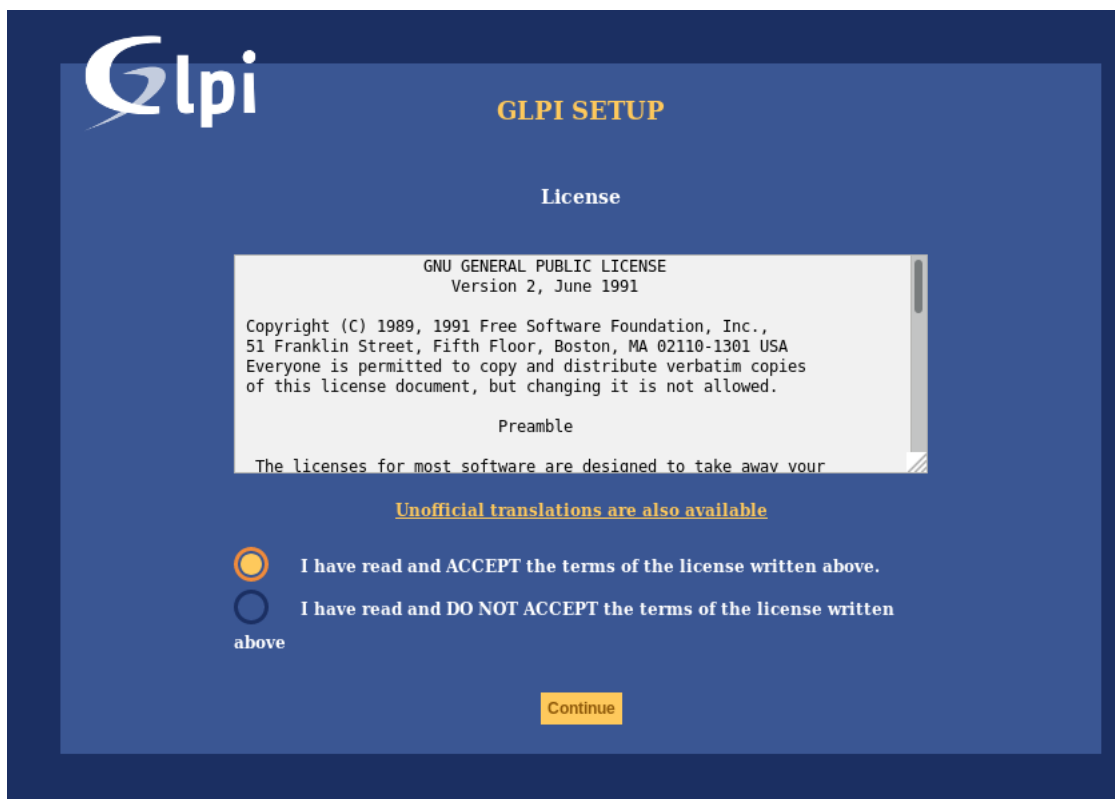 Glpi
GLPI SETUP
License
GNU GENERAL PUBLIC LICENSE
Version 2, June 1991
Copyright (C) 1989, 1991 Free Software Foundation, Inc.,
51 Franklin Street, Fifth Floor, Boston, MA 02110-1301 USA
Everyone is permitted to copy and distribute verbatim copies
of this license document, but changing it is not allowed.
Preamble
The licenses for most software are designed to take away your
Unofficial translations are also available
I have read and ACCEPT the terms of the license written above.
I have read and DO NOT ACCEPT the terms of the license written
above
Continue